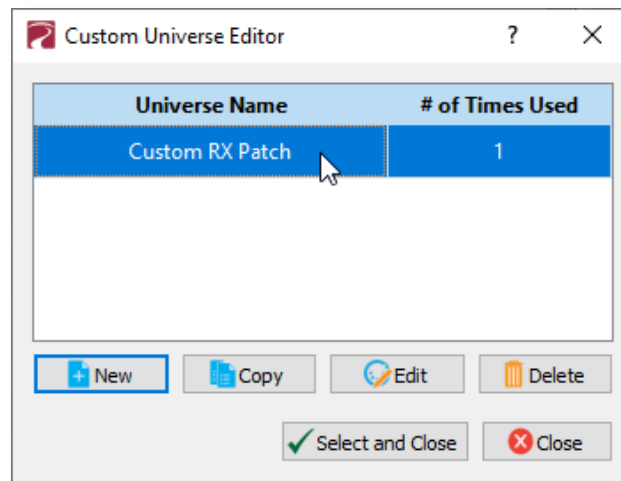 Custom Universe Editor ?
Universe Name # of Times Used
Custom RX Patch 1
New Copy Edit Delete
Select and Close Close